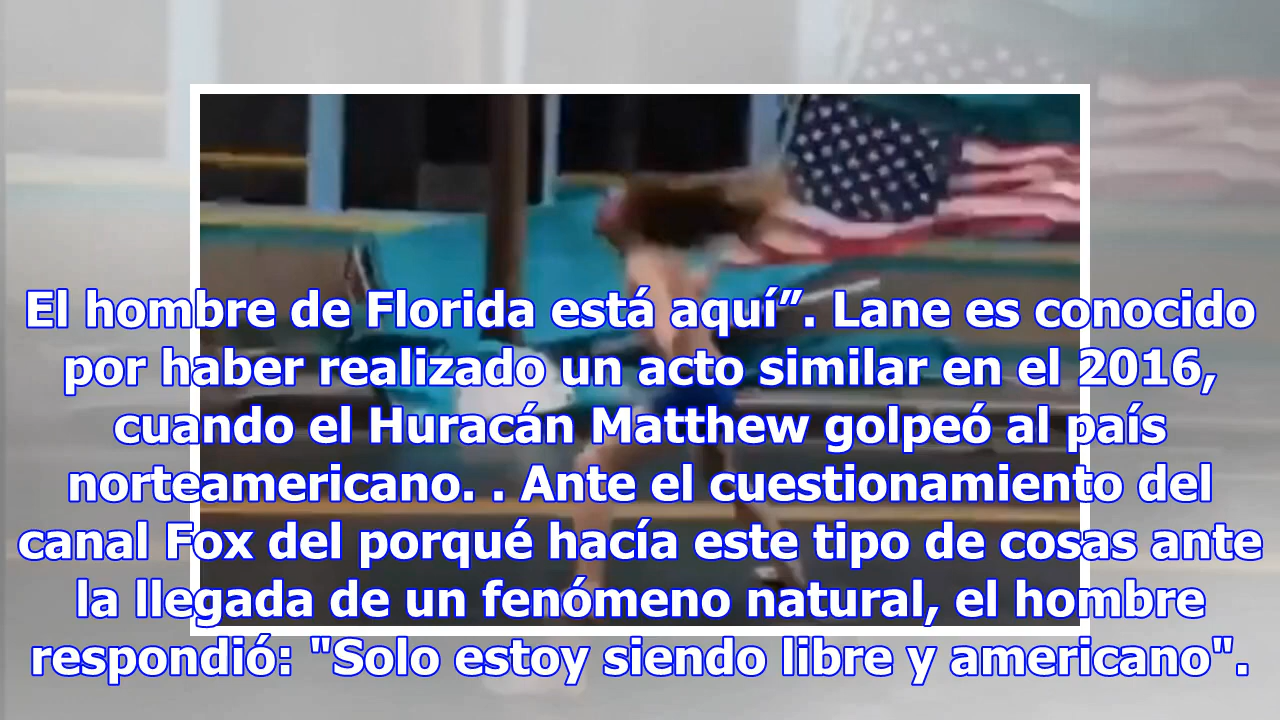 El hombre de Florida está aquí”. Lane es conocido
por haber realizado un acto similar en el 2016,
cuando el Huracán Matthew golpeó al país
norteamericano. . Ante el cuestionamiento del
canal Fox del porqué hacía este tipo de cosas ante
la llegada de un fenómeno natural, el hombre
respondió: "Solo estoy siendo libre y americano".